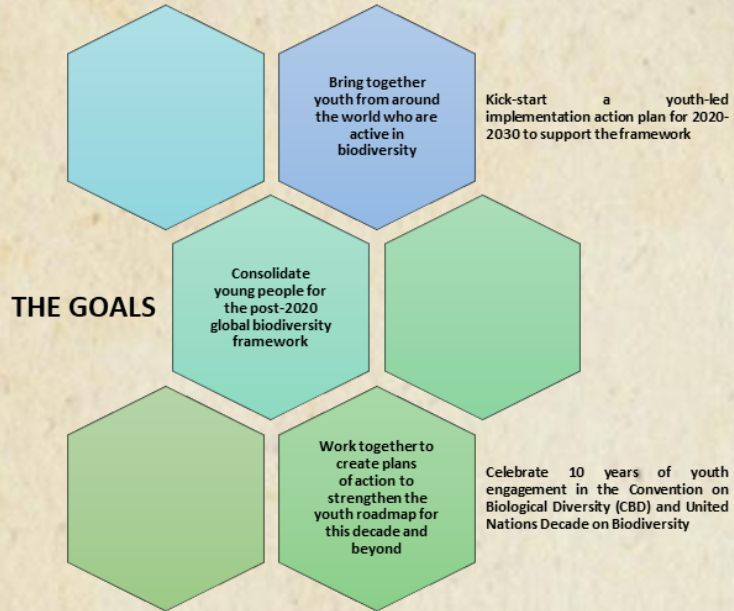 Bring together
youth from around
the world who are
active in
biodiversity
Kick-start a youth-led
implementation action plan for 2020-
2030 to support the framework
THE GOALS
Consolidate
young people for
the post-2020
global biodiversity
framework
Work together to
create plans
of action to
strengthen the
youth roadmap for
this decade and
beyond
Celebrate 10 years of youth
engagement in the Convention on
Biological Diversity (CBD) and United
Nations Decade on Biodiversity